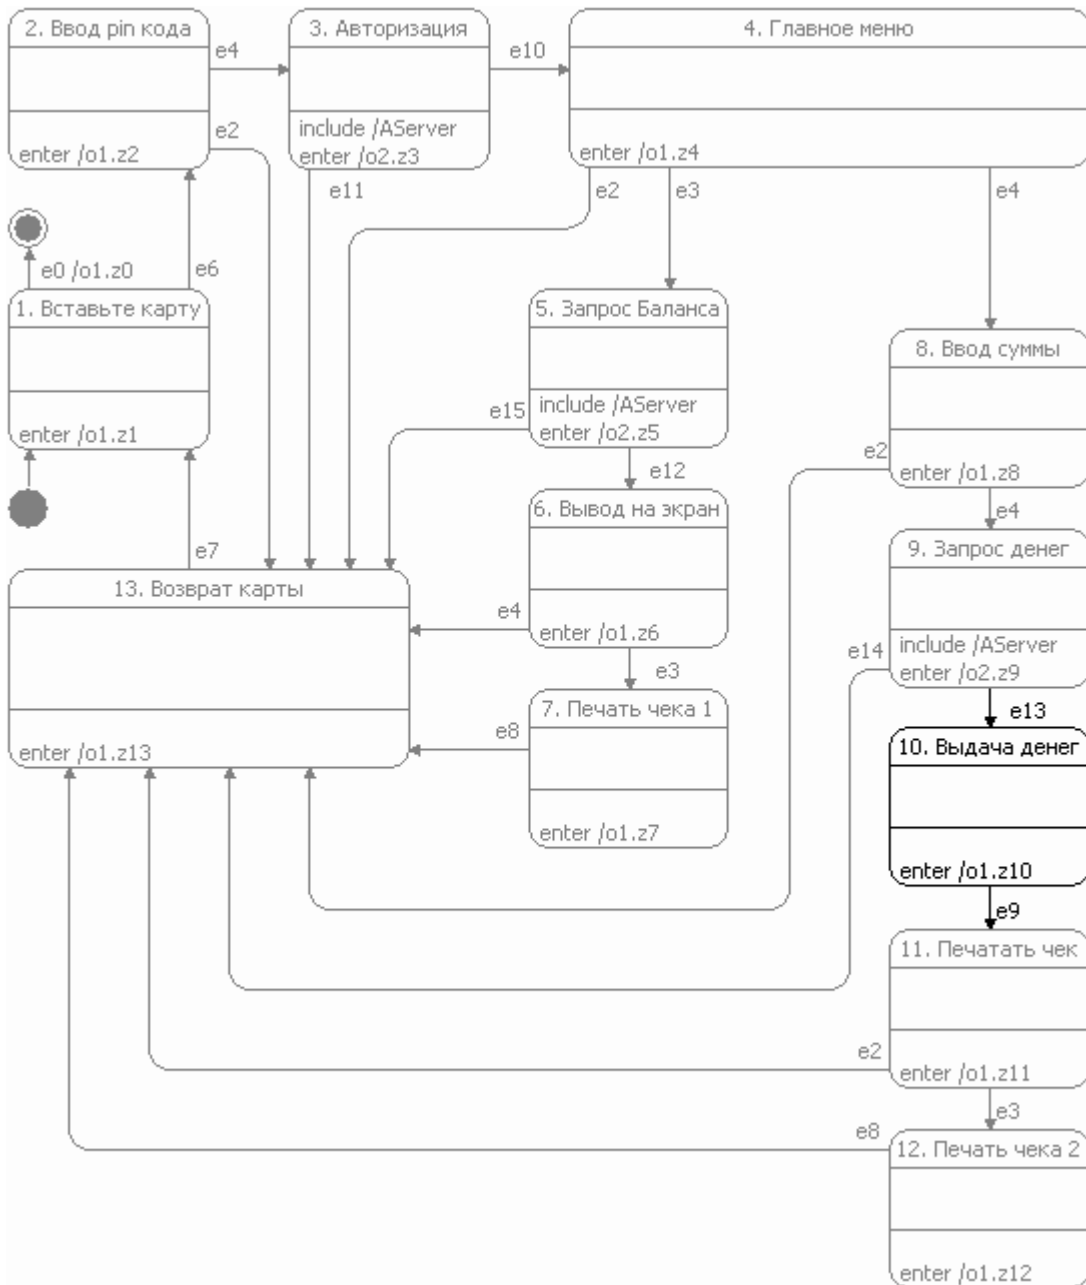 2. Ввод pin кода
enter /o1.z2
e4
e2
3. Авторизация
include /AServer
enter /o2.z3
e10
e11
4. Главное меню
enter /o1.z4
e2
e3
e4
e0 /o1.z0
e6
1. Вставьте карту
enter /o1.z1
5. Запрос Баланса
include /AServer
enter /o2.z5
e15
e12
8. Ввод суммы
enter /o1.z8
e2
e4
6. Вывод на экран
enter /o1.z6
e4
e3
9. Запрос денег
include /AServer
enter /o2.z9
e14
e13
e7
13. Возврат карты
enter /o1.z13
7. Печать чека 1
enter /o1.z7
e8
10. Выдача денег
enter /o1.z10
e9
11. Печатать чек
enter /o1.z11
e2
e3
e8
12. Печать чека 2
enter /o1.z12